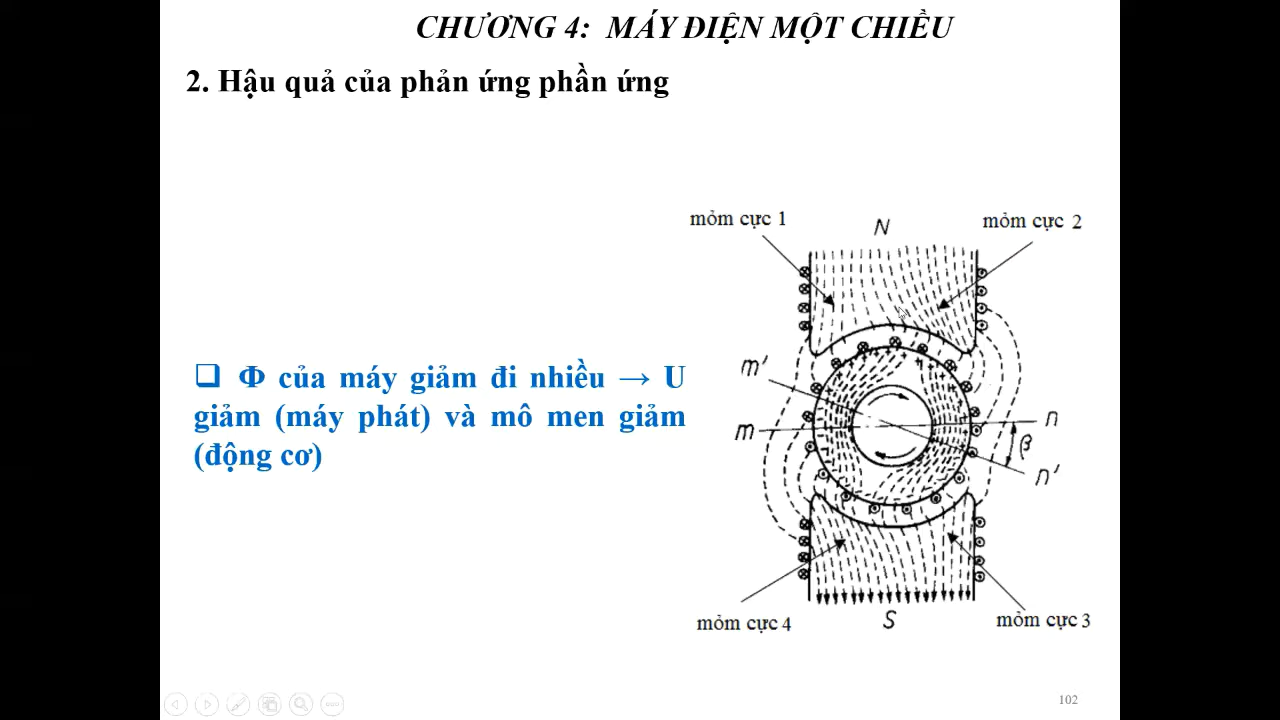 CHƯƠNG 4: MÁY ĐIỆN MỘT CHIỀU
2. Hậu quả của phản ứng phần ứng
mỏm cực 1
N
mỏm cực 2
❑ Φ của máy giảm đi nhiều → U
giảm (máy phát) và mô men giảm
(động cơ)
m'
m
n
β
n'
mỏm cực 4
S
mỏm cực 3
102